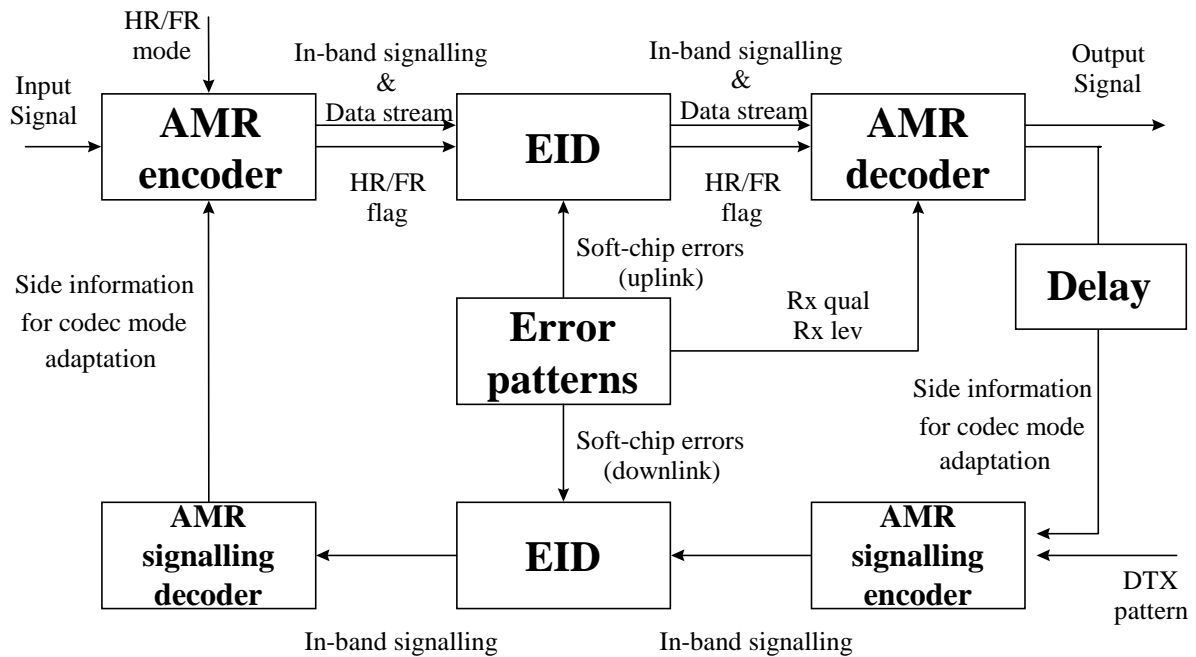 HR/FR
mode
In-band signalling
&
Data stream
In-band signalling
&
Data stream
Output
Signal
Input
Signal
AMR
encoder
EID
AMR
decoder
HR/FR
flag
HR/FR
flag
Soft-chip errors
(uplink)
Side information
for codec mode
adaptation
Error
patterns
Rx qual
Rx lev
Delay
Side information
for codec mode
adaptation
Soft-chip errors
(downlink)
AMR
signalling
decoder
EID
AMR
signalling
encoder
DTX
pattern
In-band signalling
In-band signalling